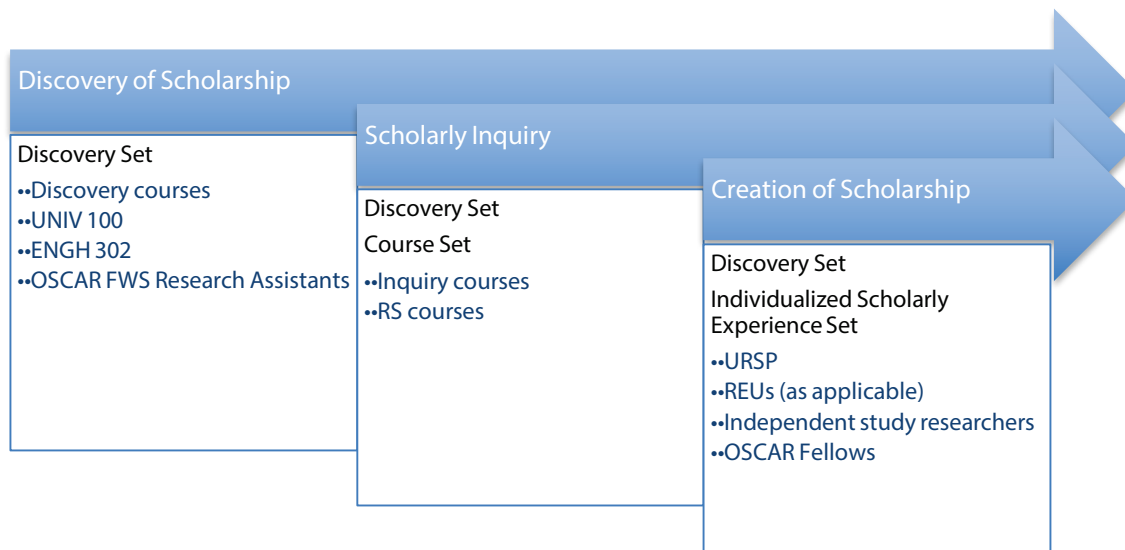 Discovery of Scholarship
Discovery Set
••Discovery courses
••UNIV 100
••ENGH 302
••OSCAR FWS Research Assistants
Scholarly Inquiry
Discovery Set
Course Set
••Inquiry courses
••RS courses
Creation of Scholarship
Discovery Set
Individualized Scholarly
Experience Set
••URSP
••REUs (as applicable)
••Independent study researchers
••OSCAR Fellows